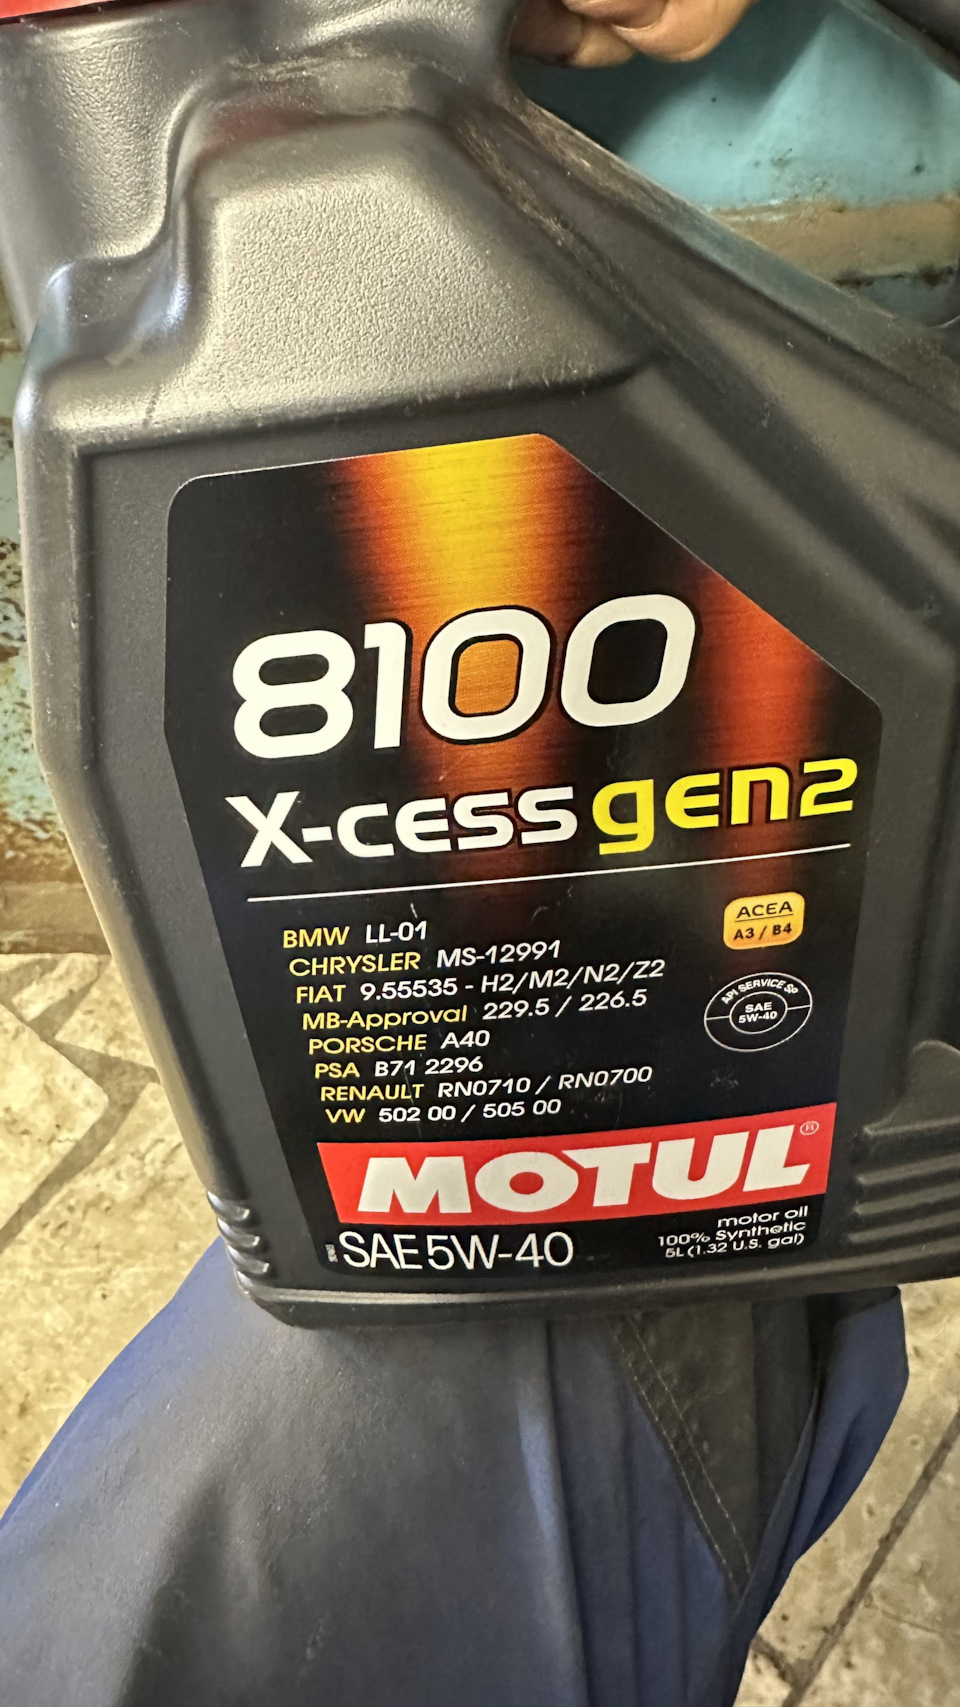 8100
X-cess gen2
ACEA
A3 / B4
API SERVICE SP
SAE
5W-40
BMW LL-01
CHRYSLER MS-12991
FIAT 9.55535 - H2/M2/N2/Z2
MB-Approval 229.5 / 226.5
PORSCHE A40
PSA B71 2296
RENAULT RN0710 / RN0700
VW 502 00 / 505 00
MOTUL®
SAE 5W-40
motor oil
100% Synthetic
5L (1.32 U.S. gal)